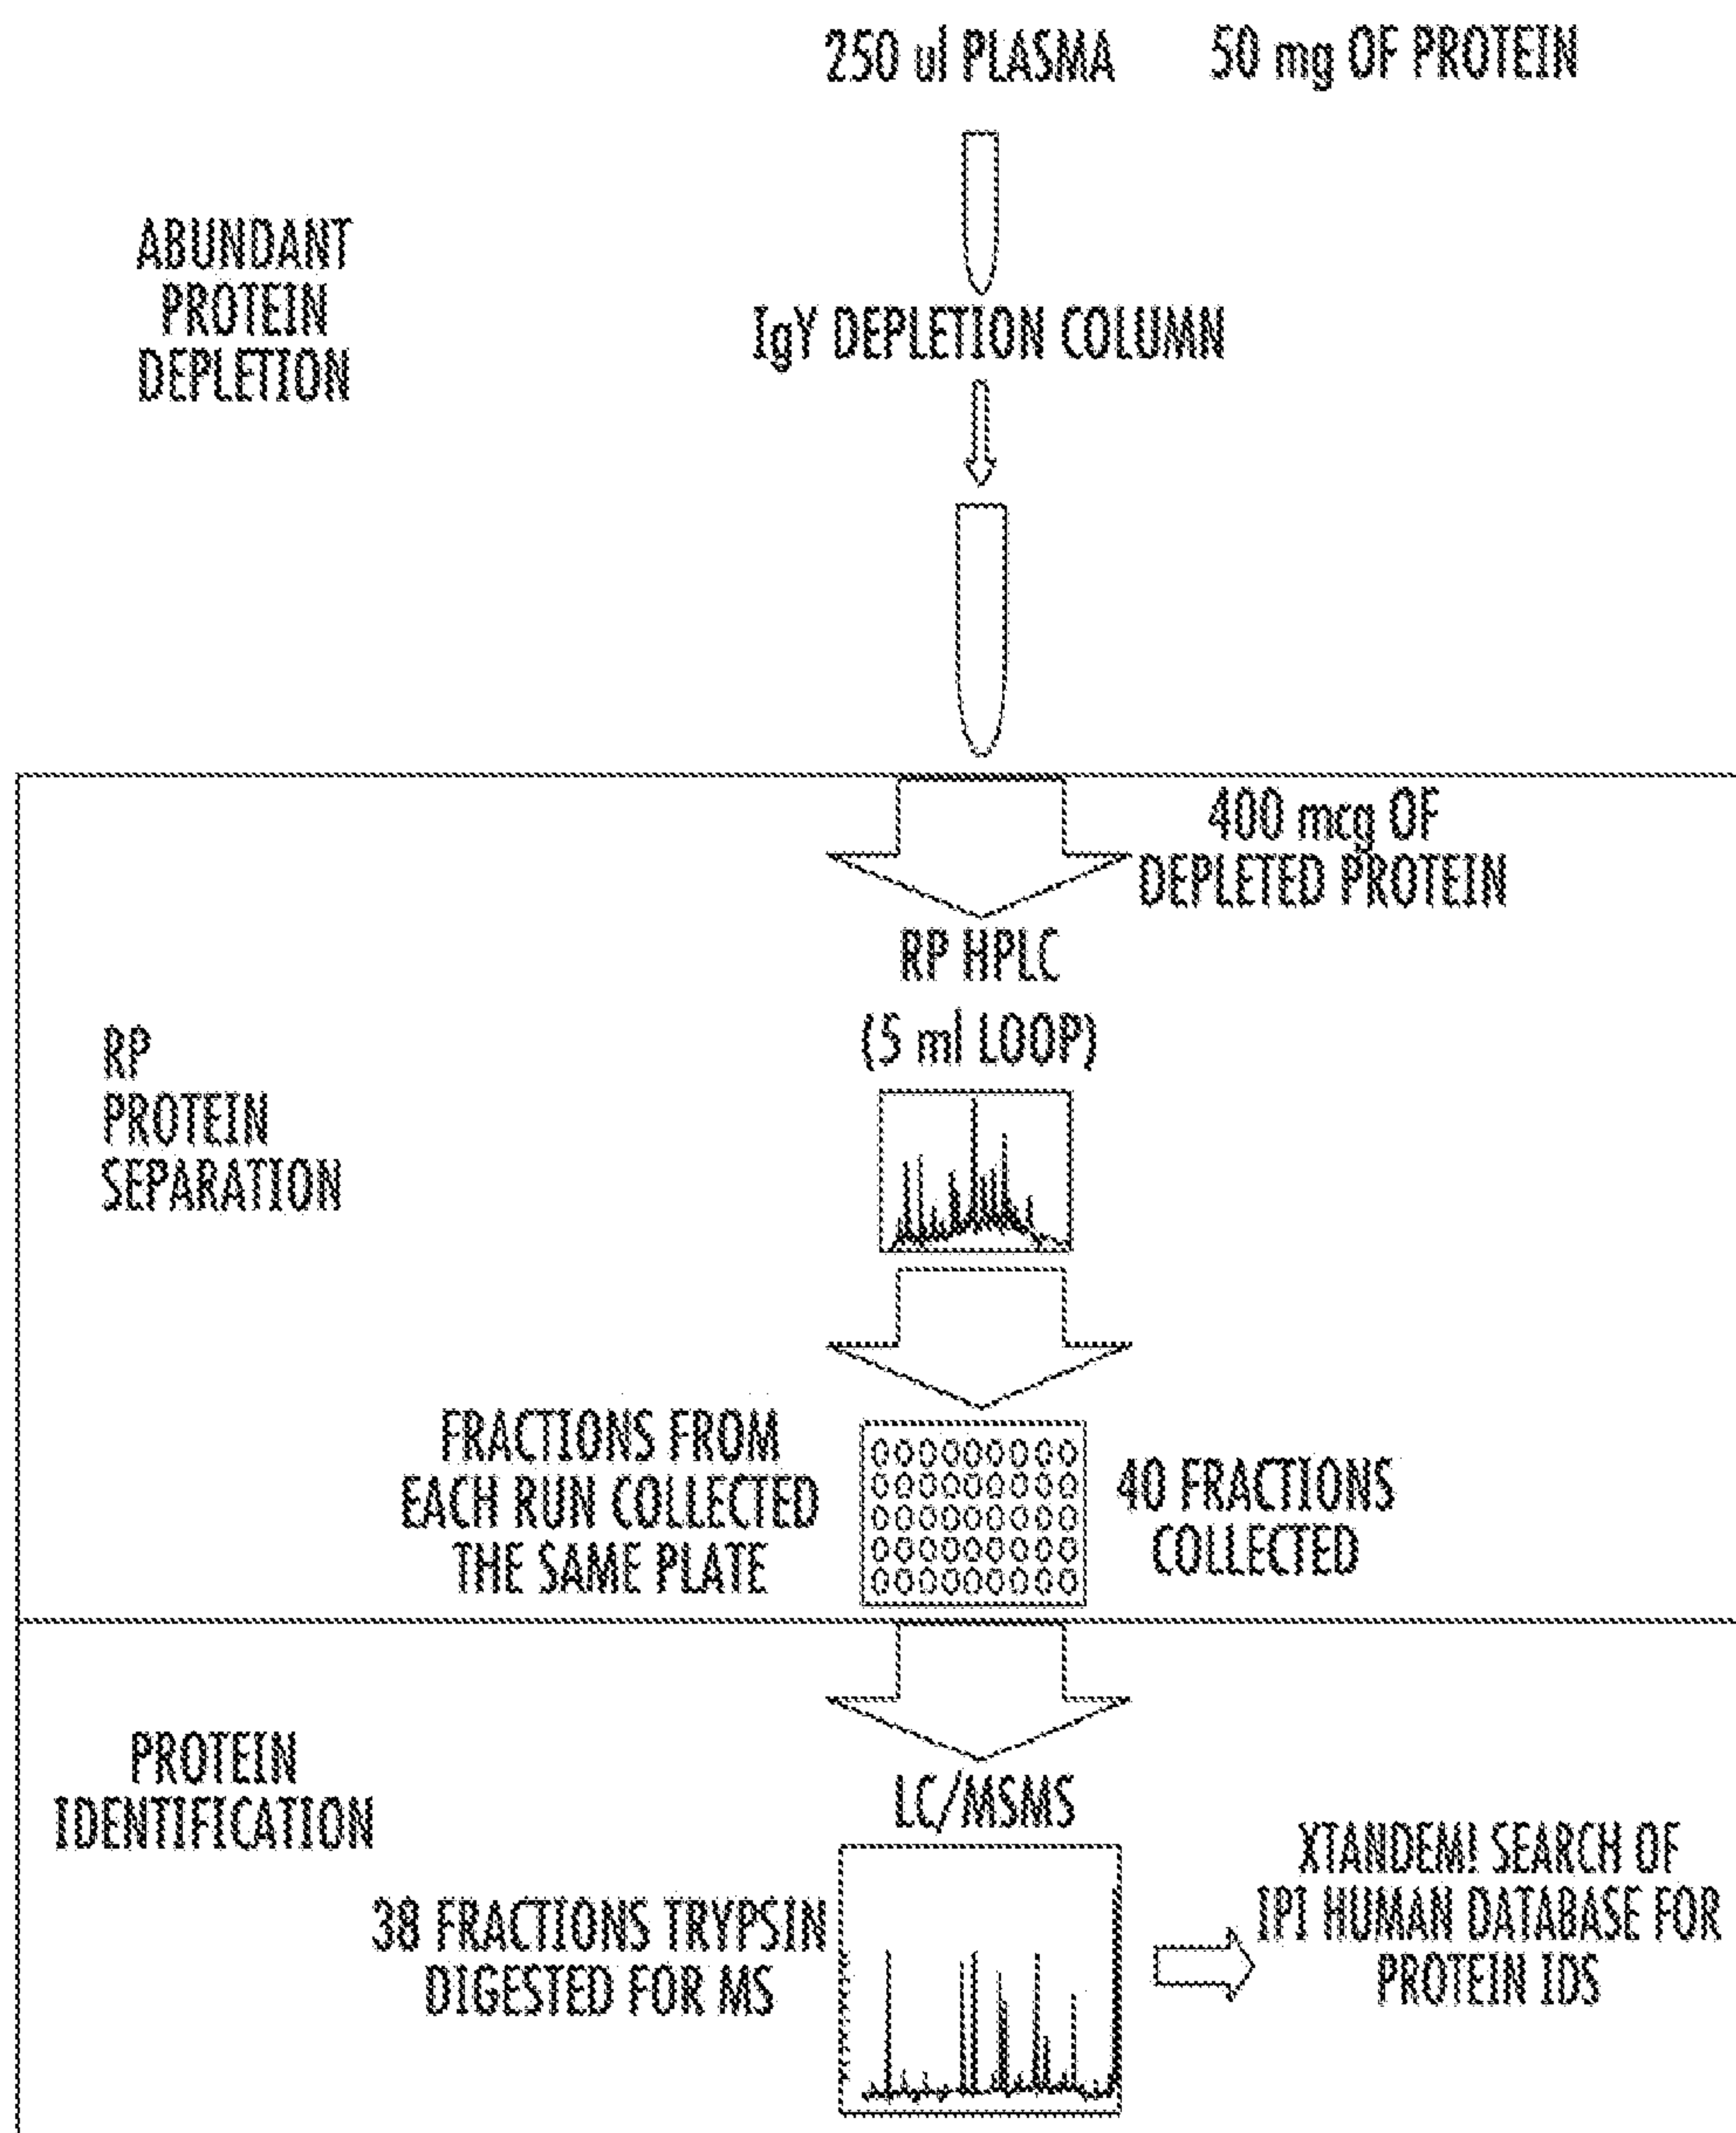 250 ul PLASMA 50 mg OF PROTEIN
ABUNDANT
PROTEIN
DEPLETION
IgY DEPLETION COLUMN
400 mcg OF
DEPLETED PROTEIN
RP HPLC
(5 ml LOOP)
RP
PROTEIN
SEPARATION
FRACTIONS FROM
EACH RUN COLLECTED
THE SAME PLATE
40 FRACTIONS
COLLECTED
PROTEIN
IDENTIFICATION
LC/MSMS
38 FRACTIONS TRYPSIN
DIGESTED FOR MS
XTANDEM! SEARCH OF
IPI HUMAN DATABASE FOR
PROTEIN IDS